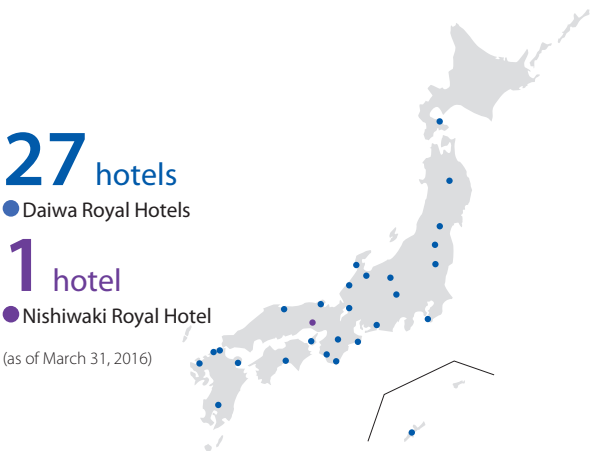 27 hotels
Daiwa Royal Hotels
1 hotel
Nishiwaki Royal Hotel
(as of March 31, 2016)